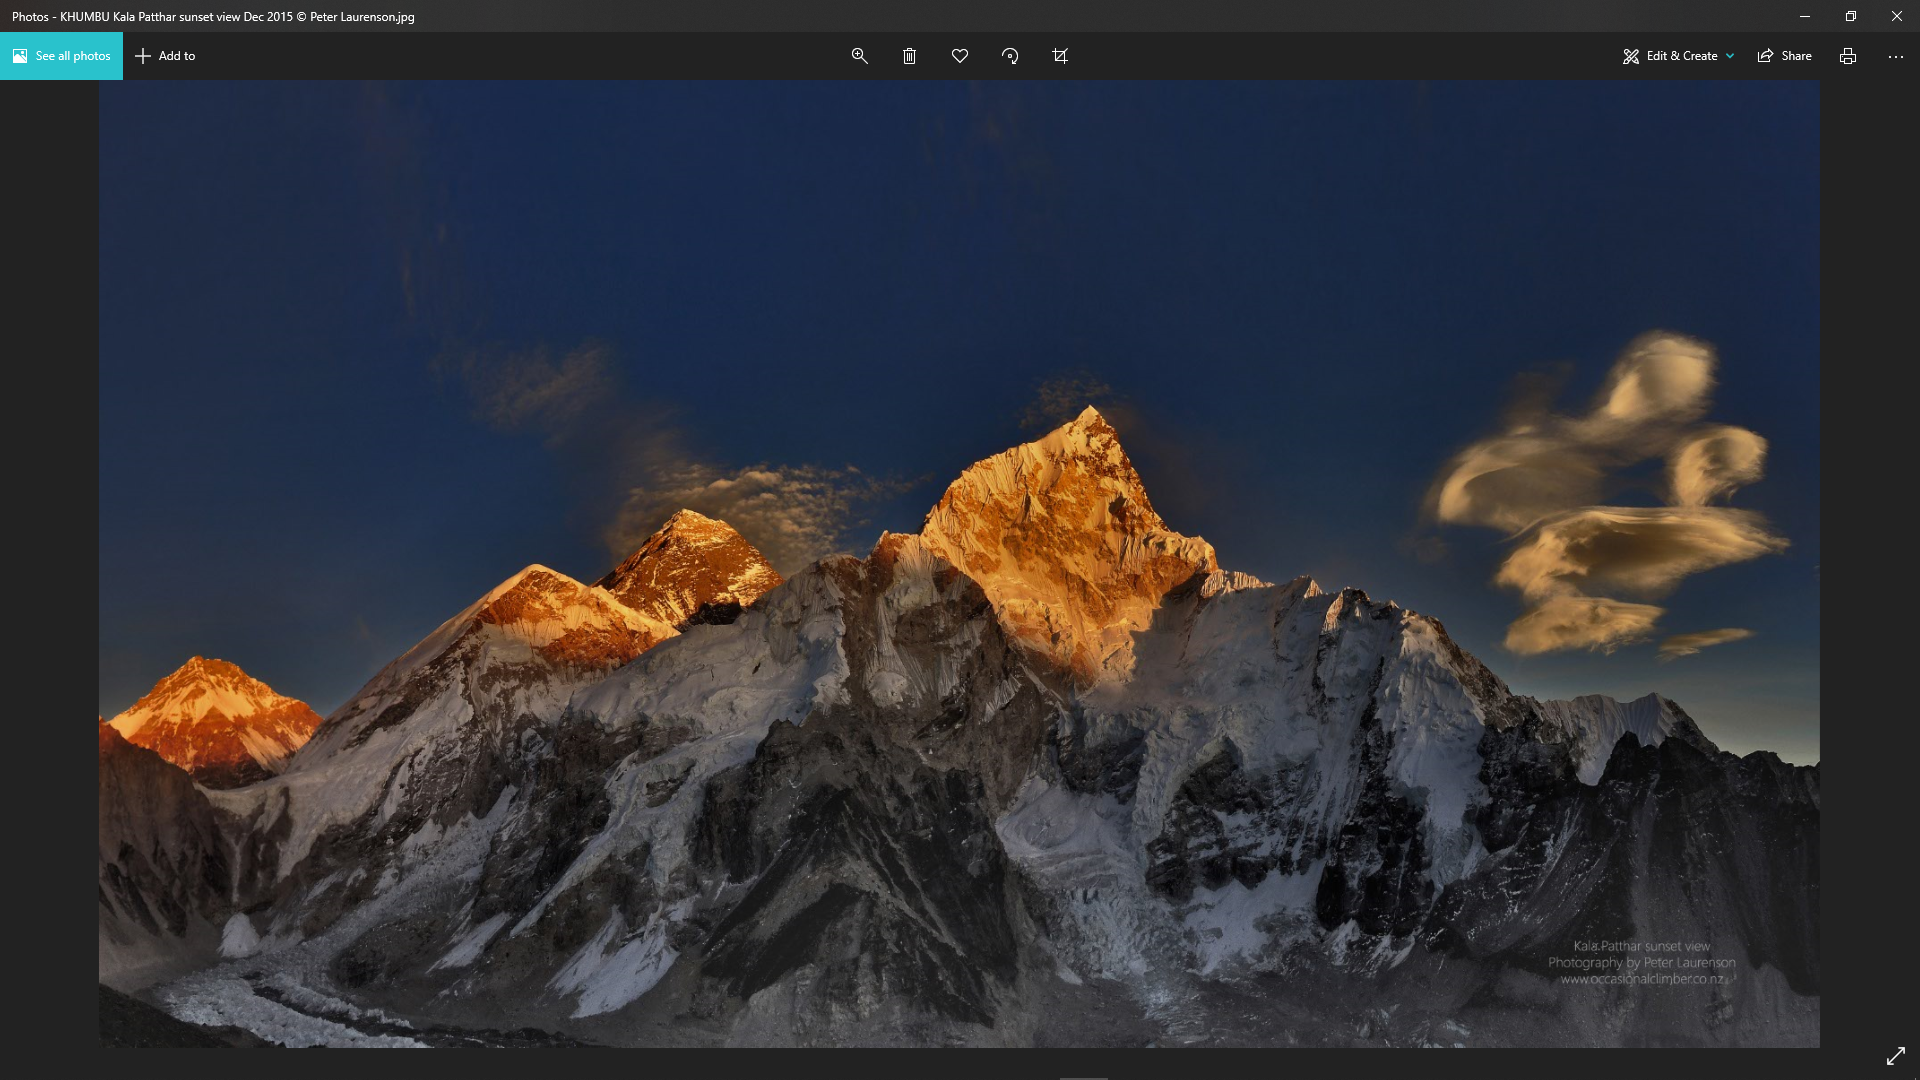 Photos - KHUMBU Kala Patthar sunset view Dec 2015 © Peter Laurenson.jpg
See all photos
Add to
Edit & Create
Share
Kala Patthar sunset view
Photography by Peter Laurenson
www.occasionalclimber.co.nz